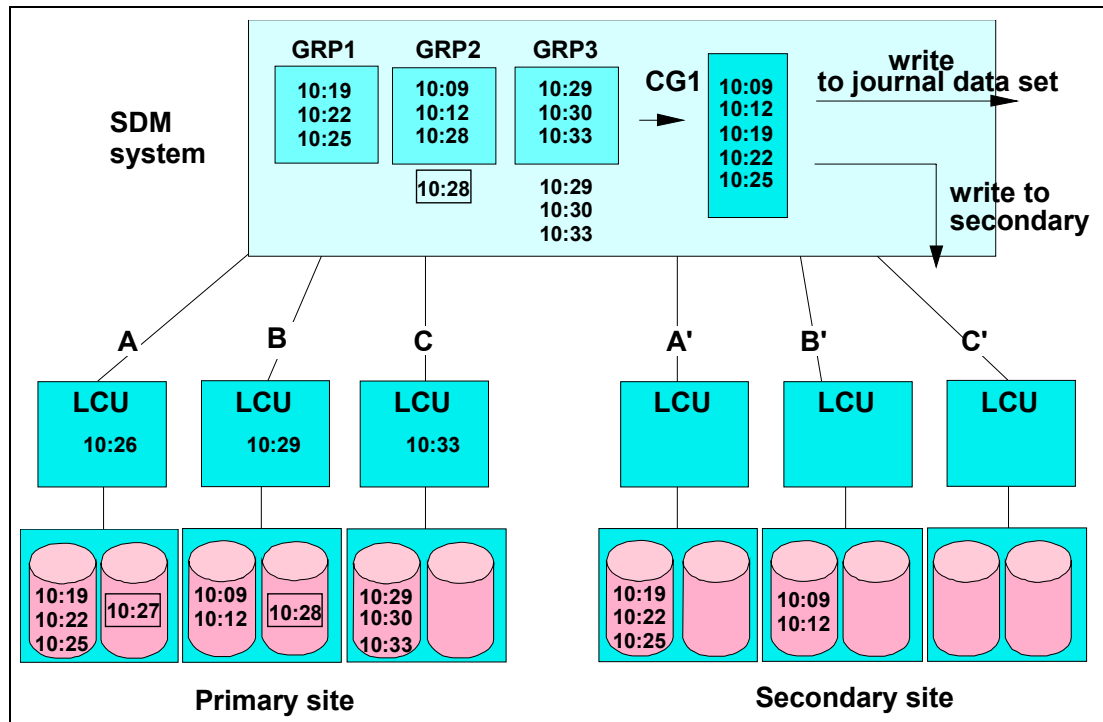 GRP1
GRP2
GRP3
10:19
10:22
10:25
10:09
10:12
10:28
10:29
10:30
10:33
CG1
10:09
10:12
10:19
10:22
10:25
write
to journal data set
SDM
system
10:28
10:29
10:30
10:33
write to
secondary
A
B
C
A'
B'
C'
LCU
10:26
LCU
10:29
LCU
10:33
LCU
LCU
LCU
10:19
10:22
10:25
10:27
10:09
10:12
10:28
10:29
10:30
10:33
10:19
10:22
10:25
10:09
10:12
Primary site
Secondary site